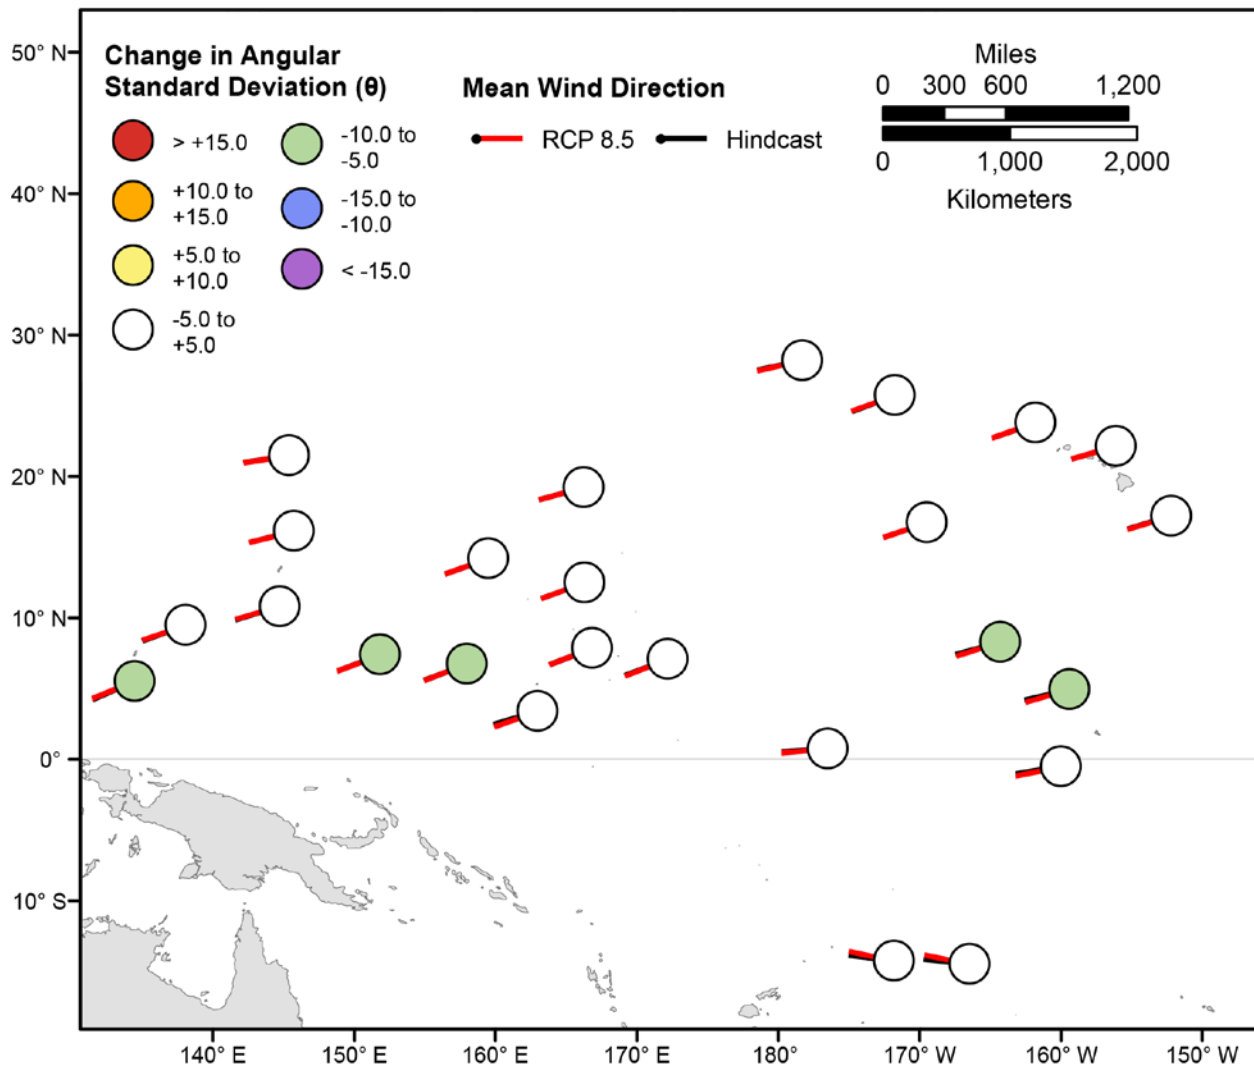 Change in Angular
Standard Deviation (θ)
> +15.0
+10.0 to
+15.0
+5.0 to
+10.0
-5.0 to
+5.0
-10.0 to
-5.0
-15.0 to
-10.0
< -15.0
Mean Wind Direction
RCP 8.5 Hindcast
Miles
0 300 600 1,200
0 1,000 2,000
Kilometers
50° N
40° N
30° N
20° N
10° N
0°
10° S
140° E 150° E 160° E 170° E 180° 170° W 160° W 150° W